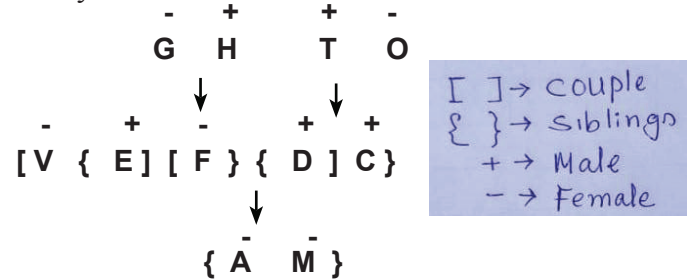 - + + -
G H T O
- + - + +
[ V { E ] [ F } { D ] C }
- -
{ A M }
[ ] → couple
{ } → Siblings
+ → Male
- → Female